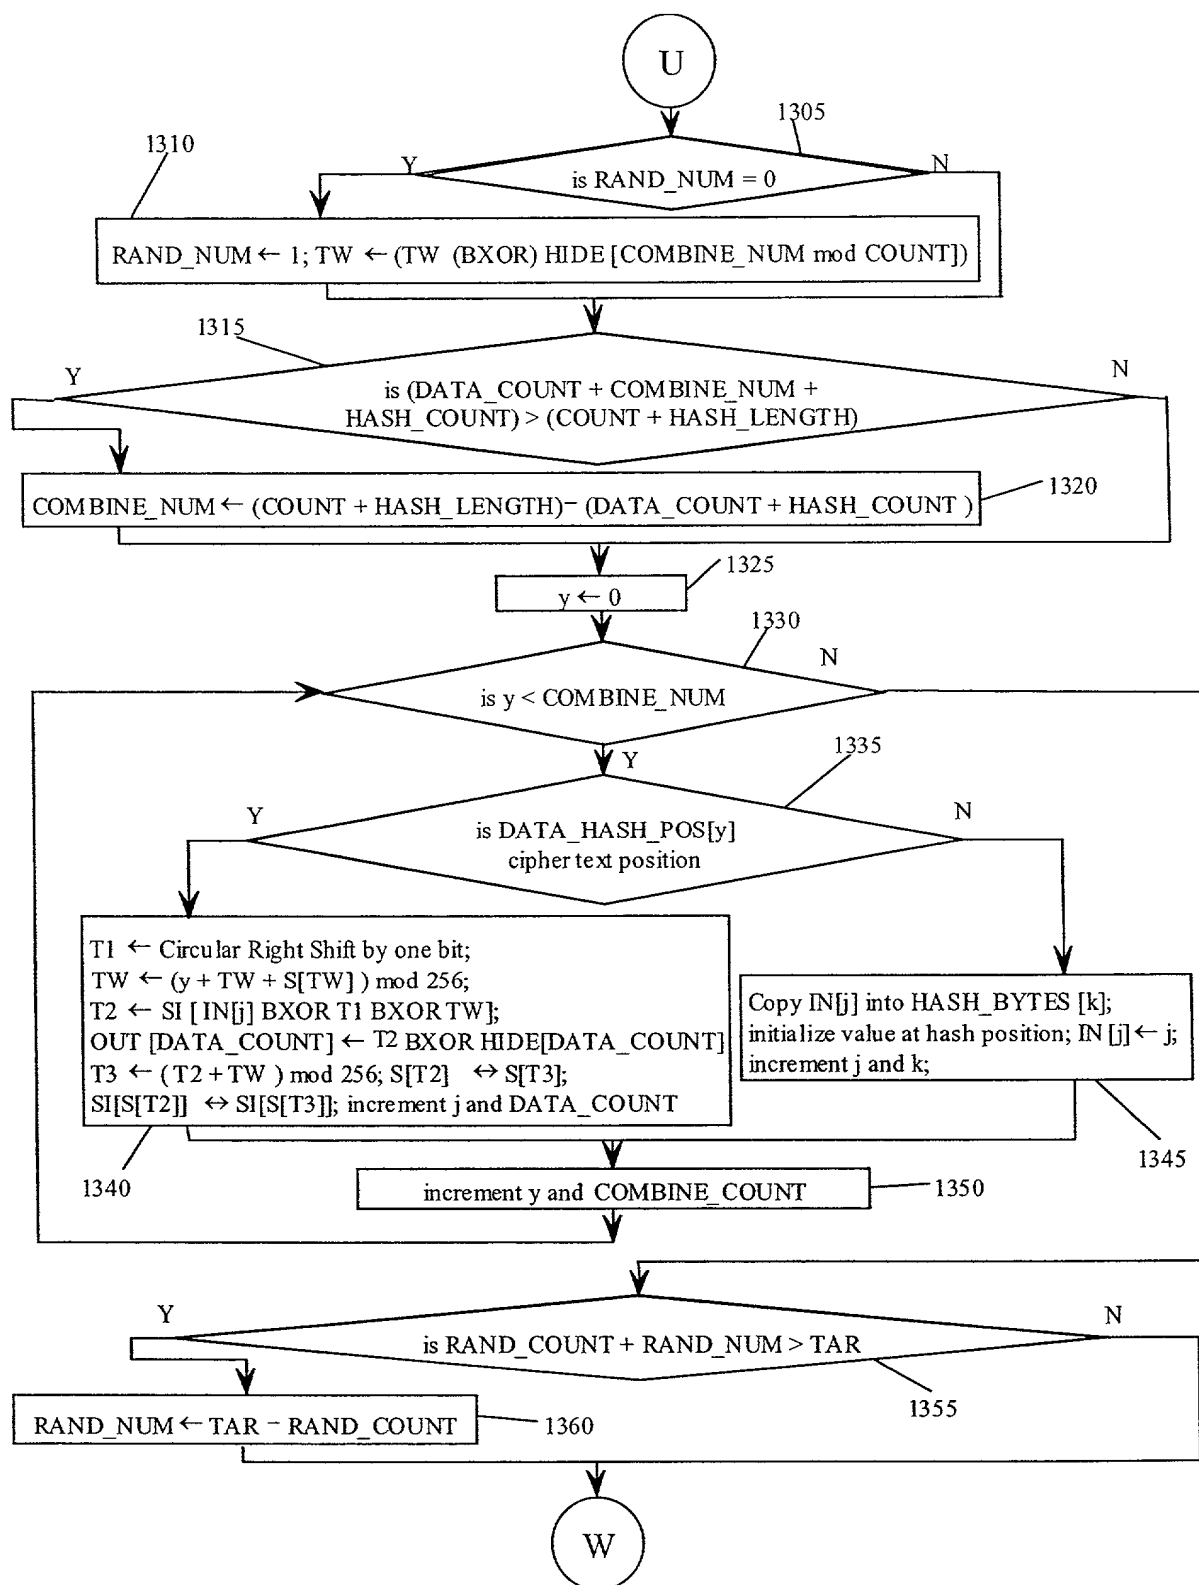 U
1305
1310
Y
N
is RAND_NUM = 0
RAND_NUM ← 1; TW ← (TW (BXOR) HIDE [COMBINE_NUM mod COUNT])
1315
Y
N
is (DATA_COUNT + COMBINE_NUM +
HASH_COUNT) > (COUNT + HASH_LENGTH)
COMBINE_NUM ← (COUNT + HASH_LENGTH) − (DATA_COUNT + HASH_COUNT )
1320
1325
y ← 0
1330
N
is y < COMBINE_NUM
Y
1335
Y
N
is DATA_HASH_POS[y]
cipher text position
T1 ← Circular Right Shift by one bit;
TW ← (y + TW + S[TW] ) mod 256;
T2 ← SI [ IN[j] BXOR T1 BXOR TW];
OUT [DATA_COUNT] ← T2 BXOR HIDE[DATA_COUNT]
T3 ← ( T2 + TW ) mod 256; S[T2] ↔ S[T3];
SI[S[T2]] ↔ SI[S[T3]]; increment j and DATA_COUNT
Copy IN[j] into HASH_BYTES [k];
initialize value at hash position; IN [j] ← j;
increment j and k;
1340
1345
increment y and COMBINE_COUNT
1350
Y
N
is RAND_COUNT + RAND_NUM > TAR
1355
RAND_NUM ← TAR − RAND_COUNT
1360
W